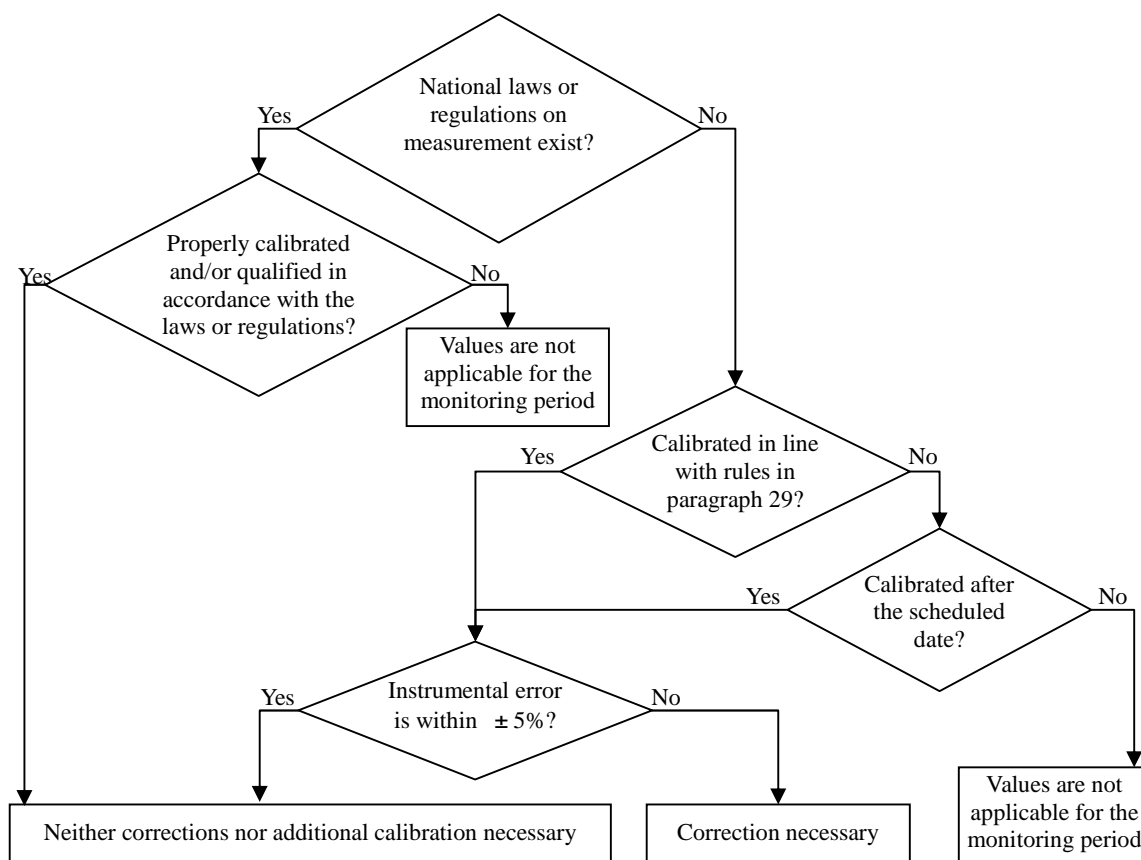 National laws or
regulations on
measurement exist?
Yes
No
Properly calibrated
and/or qualified in
accordance with the
laws or regulations?
Yes
No
Values are not
applicable for the
monitoring period
Calibrated in line
with rules in
paragraph 29?
Yes
No
Calibrated after
the scheduled
date?
Yes
No
Instrumental error
is within ± 5%?
Yes
No
Neither corrections nor additional calibration necessary
Correction necessary
Values are not
applicable for the
monitoring period